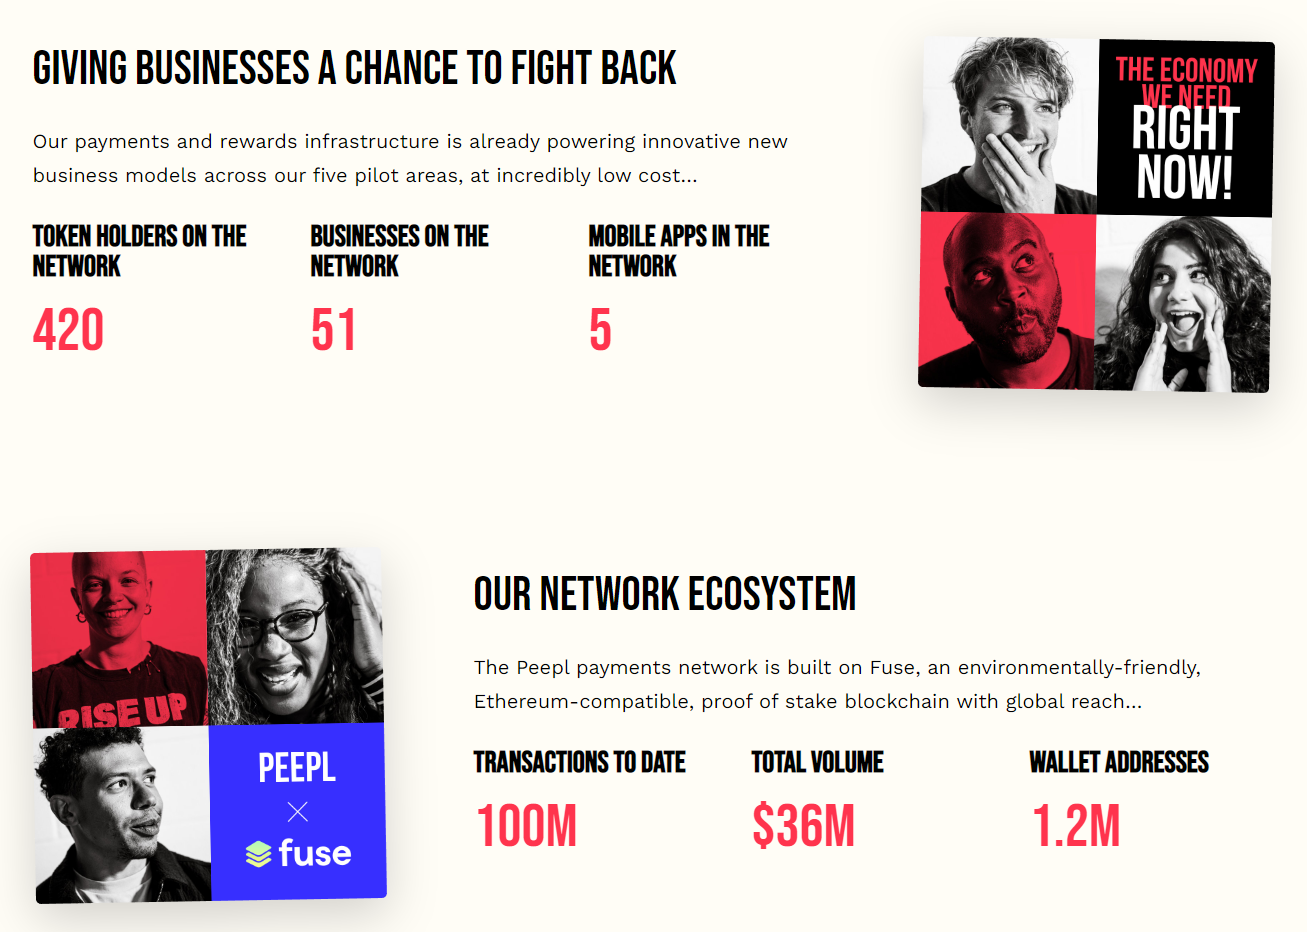 GIVING BUSINESSES A CHANCE TO FIGHT BACK
Our payments and rewards infrastructure is already powering innovative new
business models across our five pilot areas, at incredibly low cost...
TOKEN HOLDERS ON THE
NETWORK
420
BUSINESSES ON THE
NETWORK
51
MOBILE APPS IN THE
NETWORK
5
THE ECONOMY
WE NEED
RIGHT
NOW!
RISE UP
PEEPL
fuse
OUR NETWORK ECOSYSTEM
The Peepl payments network is built on Fuse, an environmentally-friendly,
Ethereum-compatible, proof of stake blockchain with global reach...
TRANSACTIONS TO DATE
100M
TOTAL VOLUME
$36M
WALLET ADDRESSES
1.2M